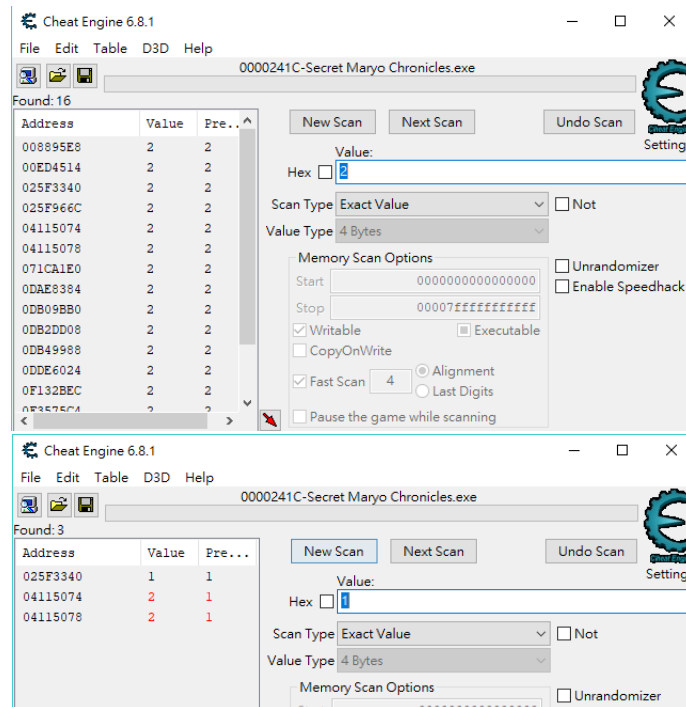 Cheat Engine 6.8.1
File Edit Table D3D Help
0000241C-Secret Maryo Chronicles.exe
Found: 16
Address Value Pre...
008895E8 2 2
00ED4514 2 2
025F3340 2 2
025F966C 2 2
04115074 2 2
04115078 2 2
071CA1E0 2 2
0DAE8384 2 2
0DB09BB0 2 2
0DB2DD08 2 2
0DB49988 2 2
0DDE6024 2 2
0F132BEC 2 2
0F3575C4 2 2
New Scan Next Scan Undo Scan
Cheat Engine
Setting
Value:
Hex 2
Scan Type Exact Value Not
Value Type 4 Bytes
Memory Scan Options
Start 0000000000000000
Stop 00007fffffffffff
Unrandomizer
Enable Speedhack
Writable Executable
CopyOnWrite
Fast Scan 4 Alignment
Last Digits
Pause the game while scanning
Cheat Engine 6.8.1
File Edit Table D3D Help
0000241C-Secret Maryo Chronicles.exe
Found: 3
Address Value Pre...
025F3340 1 1
04115074 2 1
04115078 2 1
New Scan Next Scan Undo Scan
Setting
Value:
Hex 1
Scan Type Exact Value Not
Value Type 4 Bytes
Memory Scan Options
Unrandomizer